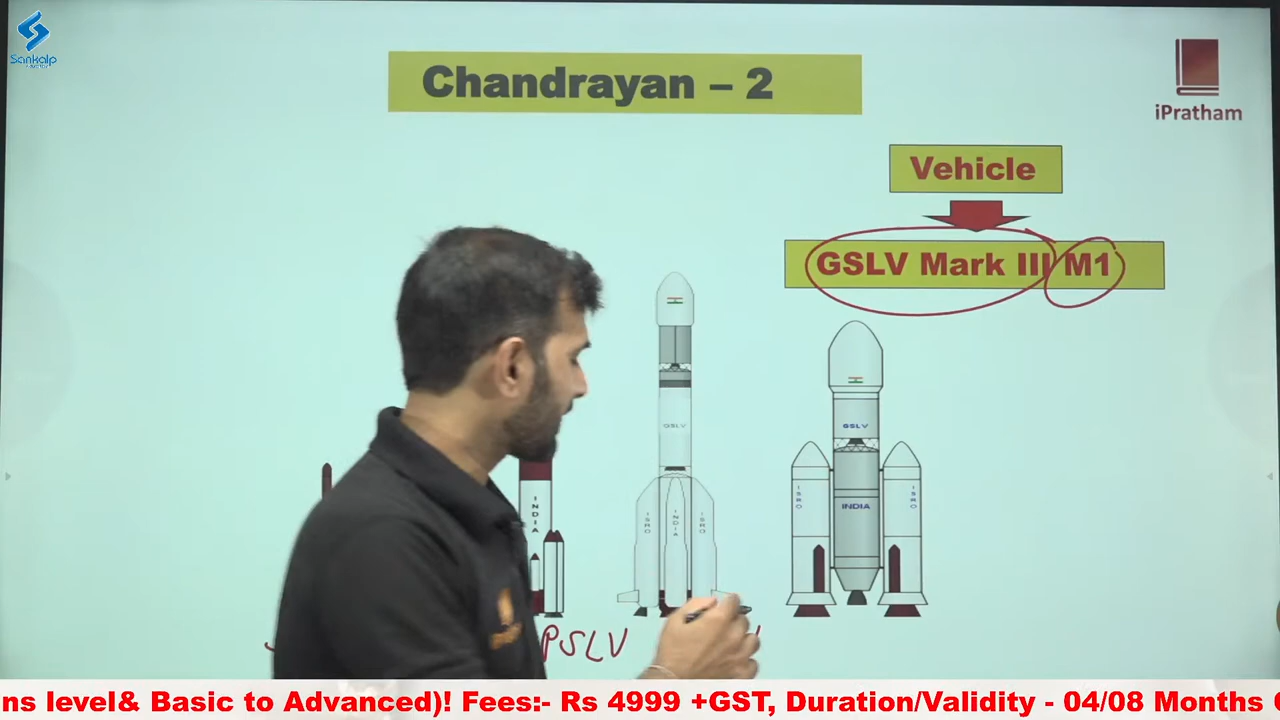 Sankalp
Chandrayan – 2
iPratham
Vehicle
GSLV Mark III M1
GSLV
GSLV
INDIA
ISRO
INDIA
ISRO
ISRO
INDIA
ISRO
PSLV
ns level& Basic to Advanced)! Fees:- Rs 4999 +GST, Duration/Validity - 04/08 Months